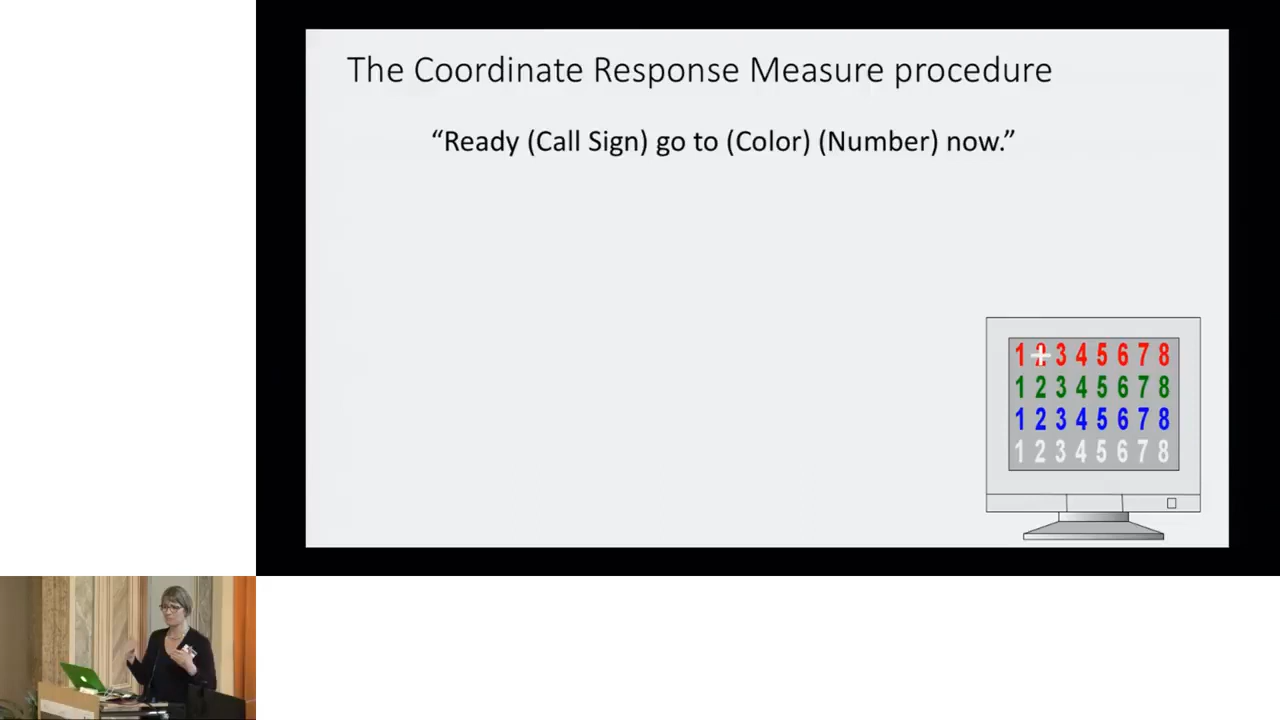 The Coordinate Response Measure procedure
“Ready (Call Sign) go to (Color) (Number) now.”
1 2 3 4 5 6 7 8
1 2 3 4 5 6 7 8
1 2 3 4 5 6 7 8
1 2 3 4 5 6 7 8